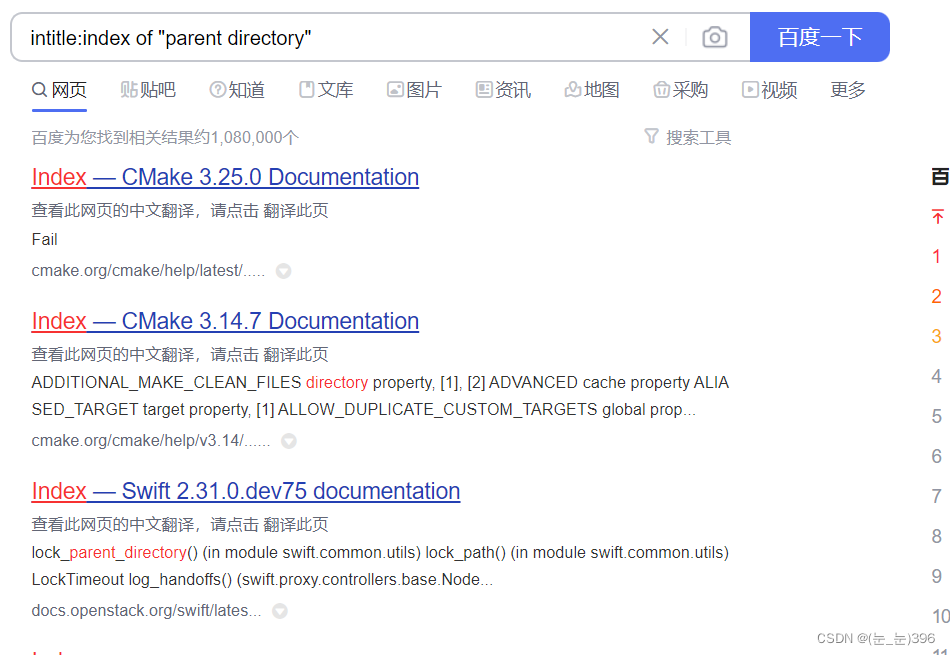 intitle:index of "parent directory"
百度一下
网页 贴吧 知道 文库 图片 资讯 地图 采购 视频 更多
百度为您找到相关结果约1,080,000个
搜索工具
Index — CMake 3.25.0 Documentation
查看此网页的中文翻译，请点击 翻译此页
Fail
cmake.org/cmake/help/latest/.....
Index — CMake 3.14.7 Documentation
查看此网页的中文翻译，请点击 翻译此页
ADDITIONAL_MAKE_CLEAN_FILES directory property, [1], [2] ADVANCED cache property ALIA
SED_TARGET target property, [1] ALLOW_DUPLICATE_CUSTOM_TARGETS global prop...
cmake.org/cmake/help/v3.14/......
Index — Swift 2.31.0.dev75 documentation
查看此网页的中文翻译，请点击 翻译此页
lock_parent_directory() (in module swift.common.utils) lock_path() (in module swift.common.utils)
LockTimeout log_handoffs() (swift.proxy.controllers.base.Node...
docs.openstack.org/swift/lates...
百
1
2
3
4
5
6
7
8
9
10
CSDN @(눈_눈)396